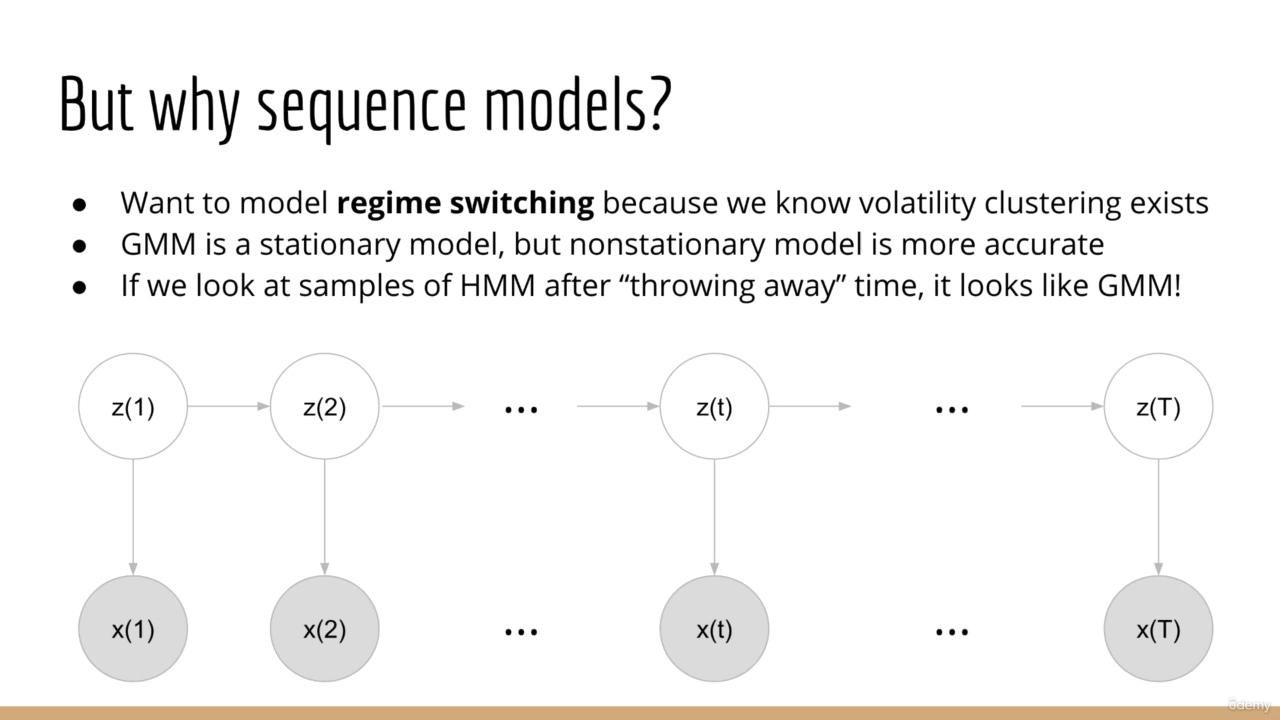 But why sequence models?
● Want to model regime switching because we know volatility clustering exists
● GMM is a stationary model, but nonstationary model is more accurate
● If we look at samples of HMM after “throwing away” time, it looks like GMM!
z(1) z(2) ... z(t) ... z(T)
x(1) x(2) ... x(t) ... x(T)
ûdemy